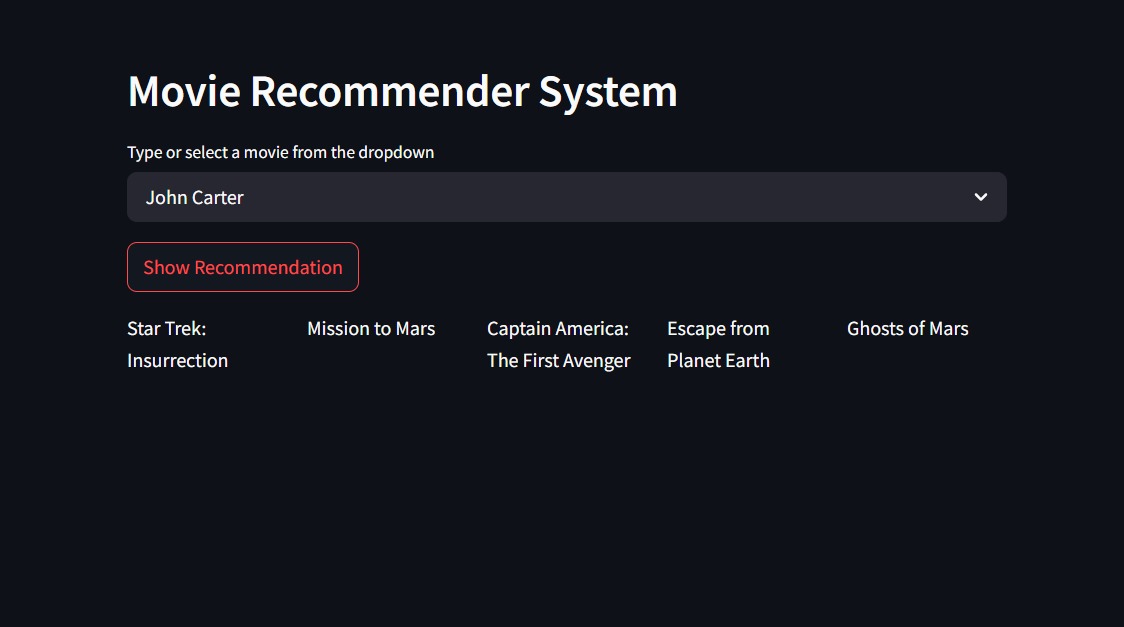 Movie Recommender System
Type or select a movie from the dropdown
John Carter
Show Recommendation
Star Trek:
Insurrection
Mission to Mars
Captain America:
The First Avenger
Escape from
Planet Earth
Ghosts of Mars